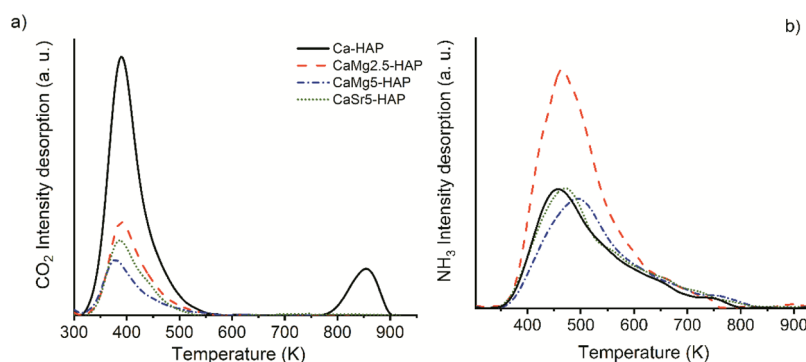 a)
CO2 Intensity desorption (a. u.)
Ca-HAP
CaMg2.5-HAP
CaMg5-HAP
CaSr5-HAP
300 400 500 600 700 800 900
Temperature (K)
b)
NH3 Intensity desorption (a. u.)
400 500 600 700 800 900
Temperature (K)